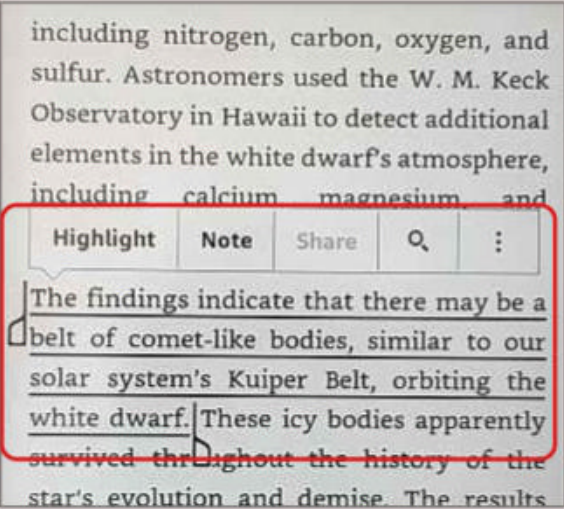 including nitrogen, carbon, oxygen, and
sulfur. Astronomers used the W. M. Keck
Observatory in Hawaii to detect additional
elements in the white dwarf's atmosphere,
including calcium, magnesium, and
Highlight Note Share
The findings indicate that there may be a
belt of comet-like bodies, similar to our
solar system's Kuiper Belt, orbiting the
white dwarf. These icy bodies apparently
survived throughout the history of the
star's evolution and demise. The results